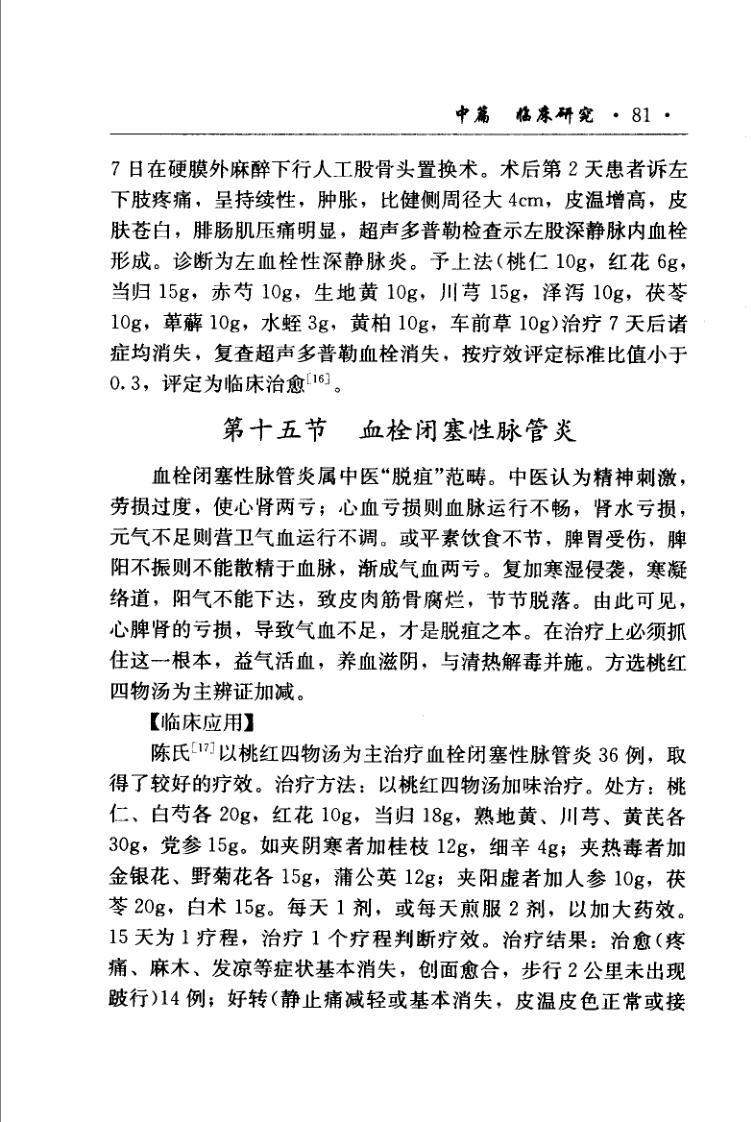 中篇 临床研究 · 81 ·
7 日在硬膜外麻醉下行人工股骨头置换术。术后第 2 天患者诉左
下肢疼痛，呈持续性，肿胀，比健侧周径大 4cm，皮温增高，皮
肤苍白，腓肠肌压痛明显，超声多普勒检查示左股深静脉内血栓
形成。诊断为左血栓性深静脉炎。予上法(桃仁 10g，红花 6g，
当归 15g，赤芍 10g，生地黄 10g，川芎 15g，泽泻 10g，茯苓
10g，萆薢 10g，水蛭 3g，黄柏 10g，车前草 10g)治疗 7 天后诸
症均消失，复查超声多普勒血栓消失，按疗效评定标准比值小于
0.3，评定为临床治愈[16]。
第十五节 血栓闭塞性脉管炎
血栓闭塞性脉管炎属中医“脱疽”范畴。中医认为精神刺激，
劳损过度，使心肾两亏；心血亏损则血脉运行不畅，肾水亏损，
元气不足则营卫气血运行不调。或平素饮食不节，脾胃受伤，脾
阳不振则不能散精于血脉，渐成气血两亏。复加寒湿侵袭，寒凝
络道，阳气不能下达，致皮肉筋骨腐烂，节节脱落。由此可见，
心脾肾的亏损，导致气血不足，才是脱疽之本。在治疗上必须抓
住这一根本，益气活血，养血滋阴，与清热解毒并施。方选桃红
四物汤为主辨证加减。
【临床应用】
陈氏[17]以桃红四物汤为主治疗血栓闭塞性脉管炎 36 例，取
得了较好的疗效。治疗方法：以桃红四物汤加味治疗。处方：桃
仁、白芍各 20g，红花 10g，当归 18g，熟地黄、川芎、黄芪各
30g，党参 15g。如夹阴寒者加桂枝 12g，细辛 4g；夹热毒者加
金银花、野菊花各 15g，蒲公英 12g；夹阳虚者加人参 10g，茯
苓 20g，白术 15g。每天 1 剂，或每天煎服 2 剂，以加大药效。
15 天为 1 疗程，治疗 1 个疗程判断疗效。治疗结果：治愈(疼
痛、麻木、发凉等症状基本消失，创面愈合，步行 2 公里未出现
跛行)14 例；好转(静止痛减轻或基本消失，皮温皮色正常或接